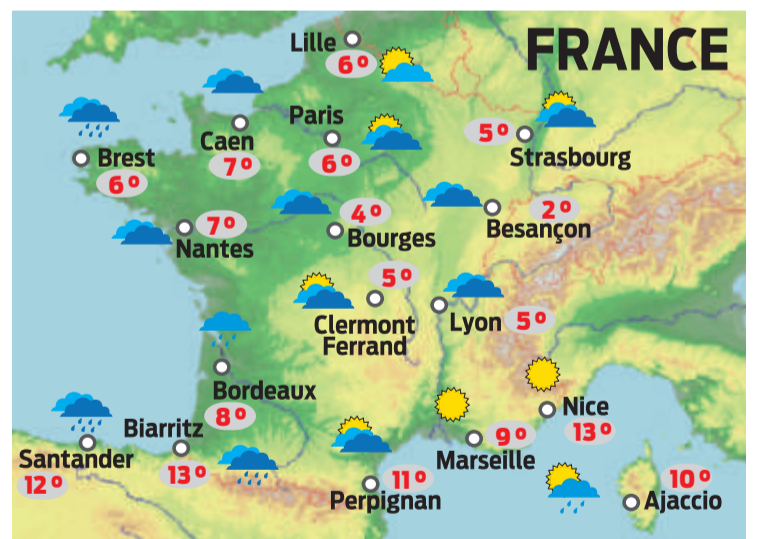 FRANCE
Lille
6°
Paris
6°
Caen
7°
Brest
6°
5°
Strasbourg
7°
Nantes
4°
Bourges
2°
Besançon
5°
Clermont
Ferrand
Lyon 5°
Bordeaux
8°
Nice
13°
Biarritz
13°
Santander
12°
9°
Marseille
11°
Perpignan
10°
Ajaccio